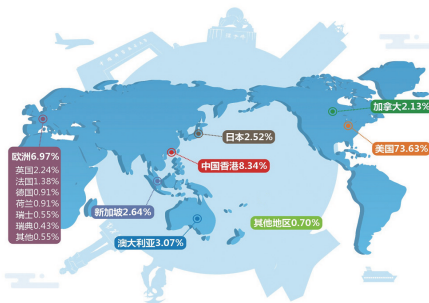 加拿大2.13%
日本2.52%
美国73.63%
欧洲6.97%
英国2.24%
法国1.38%
德国0.91%
荷兰0.91%
瑞士0.55%
瑞典0.43%
其他0.55%
中国香港8.34%
新加坡2.64%
其他地区0.70%
澳大利亚3.07%